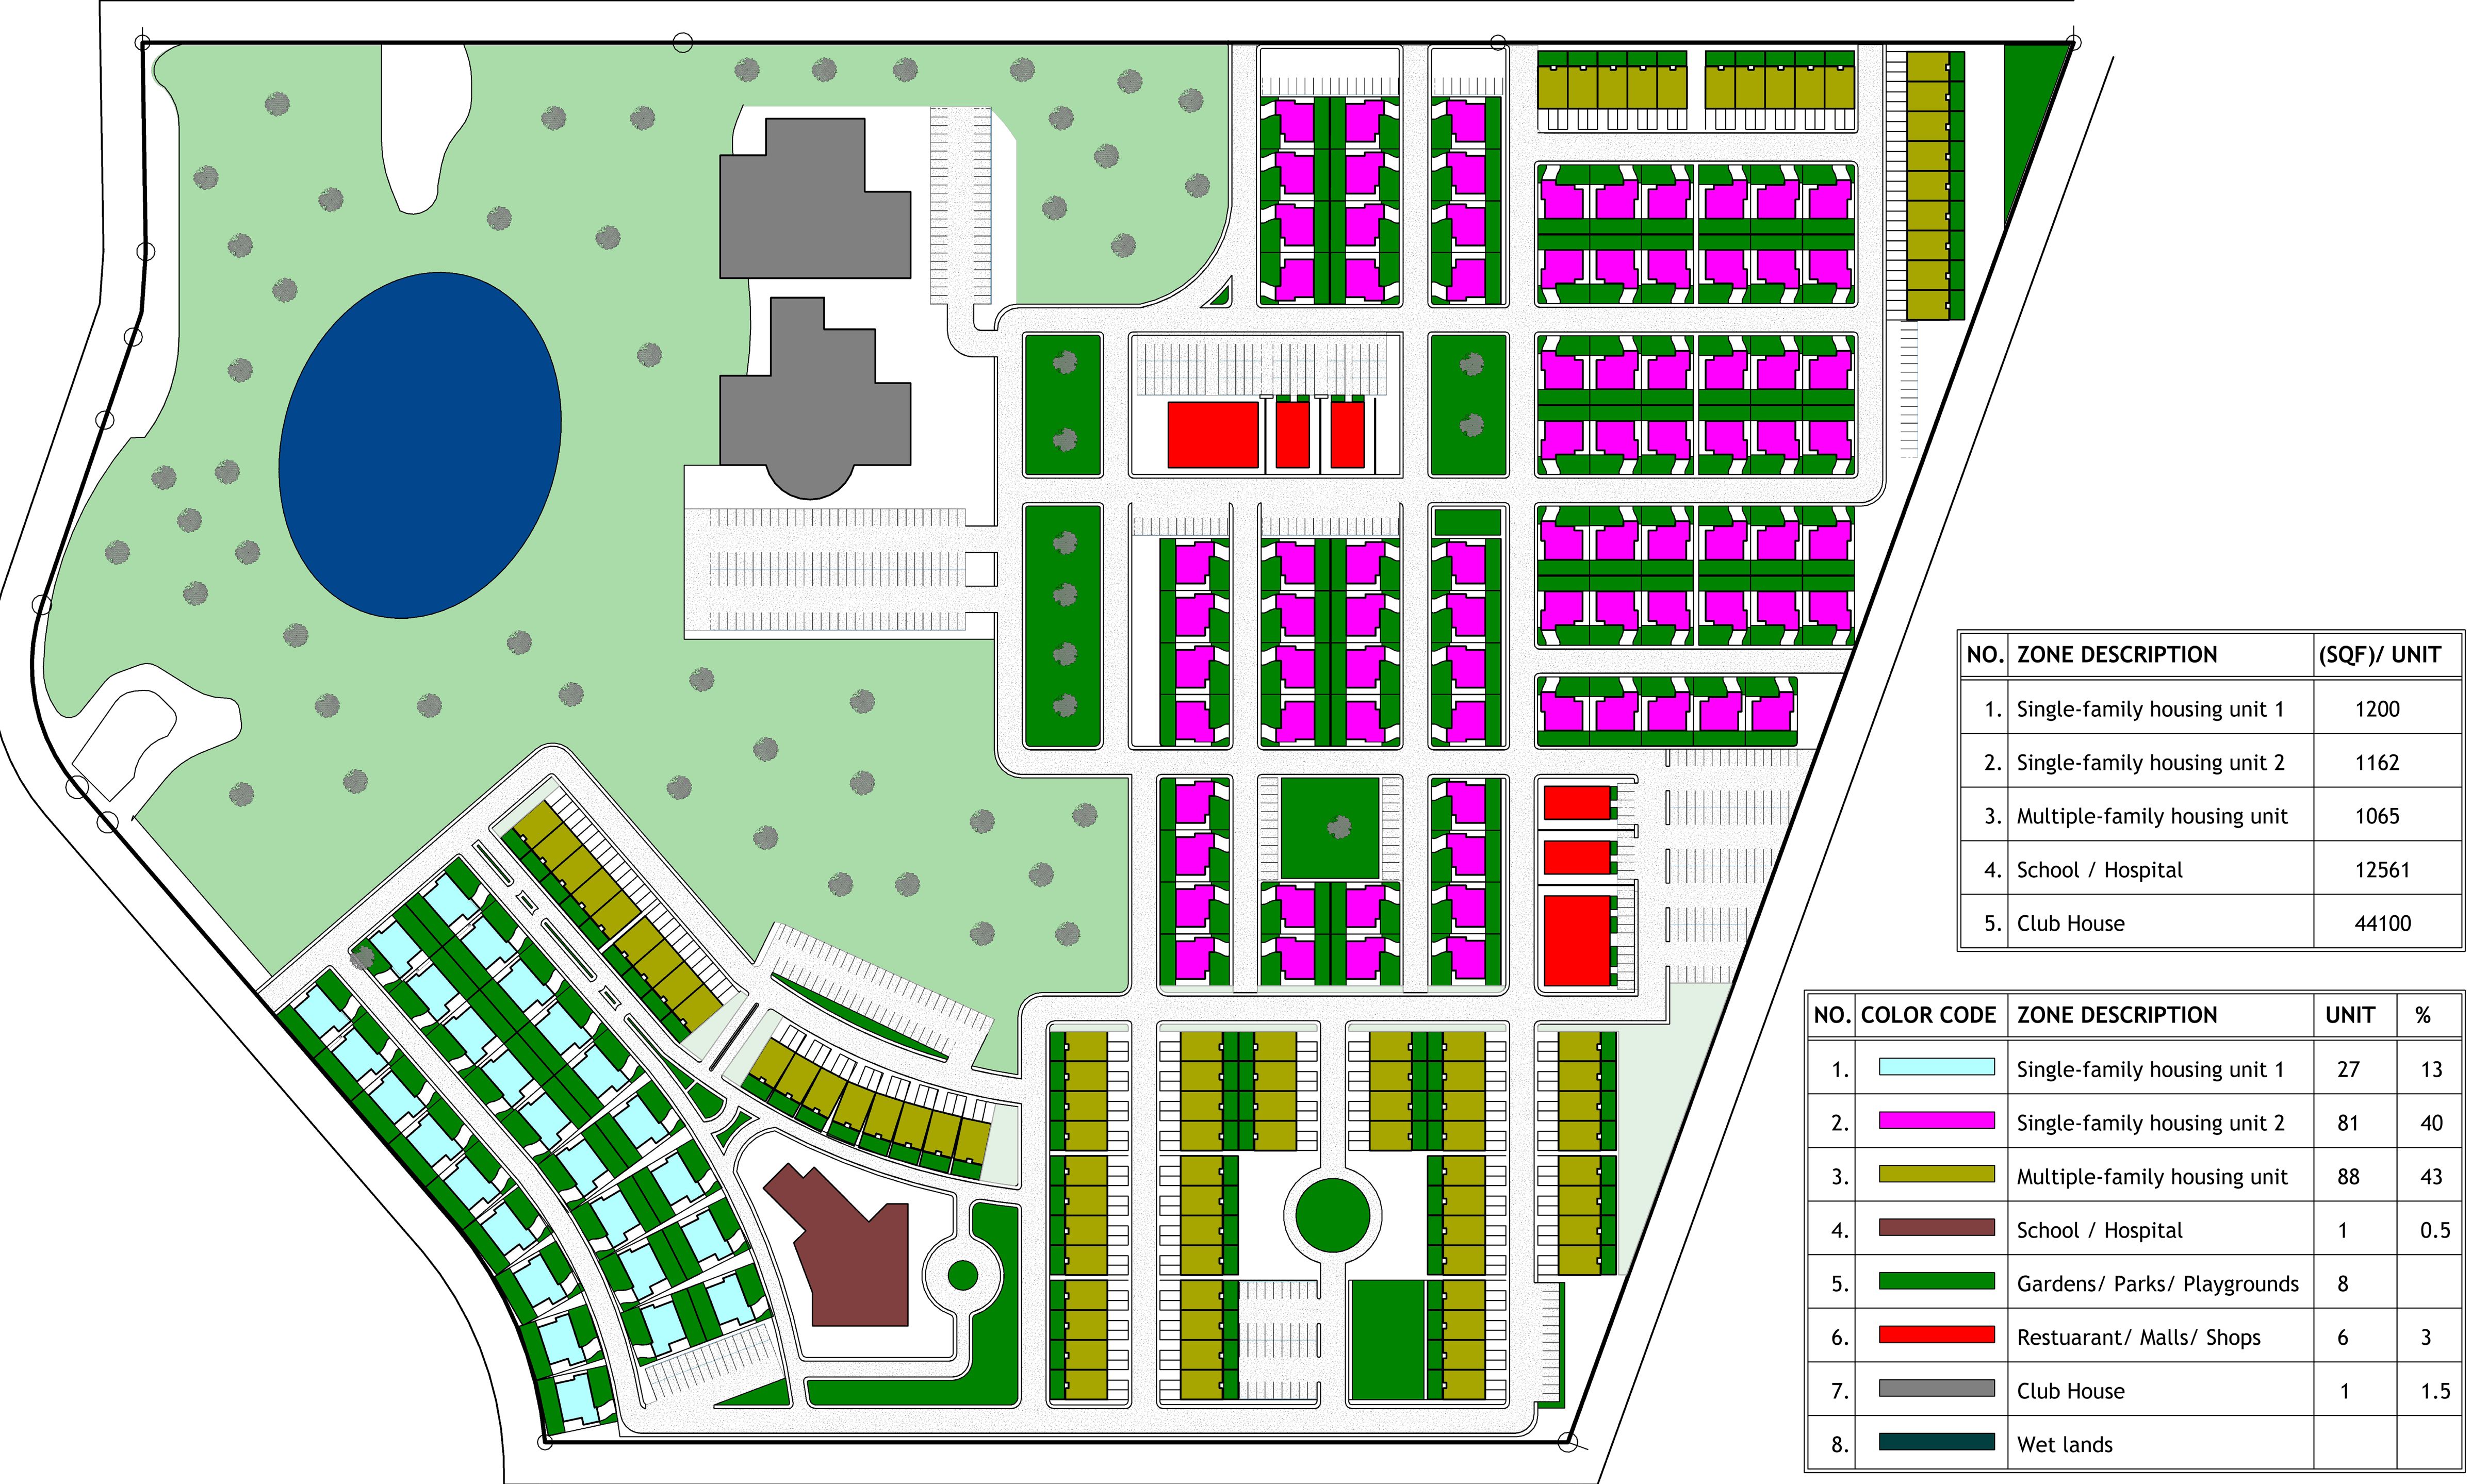 NO. ZONE DESCRIPTION (SQF)/ UNIT
1. Single-family housing unit 1 1200
2. Single-family housing unit 2 1162
3. Multiple-family housing unit 1065
4. School / Hospital 12561
5. Club House 44100
NO. COLOR CODE ZONE DESCRIPTION UNIT %
1. Single-family housing unit 1 27 13
2. Single-family housing unit 2 81 40
3. Multiple-family housing unit 88 43
4. School / Hospital 1 0.5
5. Gardens/ Parks/ Playgrounds 8
6. Restuarant/ Malls/ Shops 6 3
7. Club House 1 1.5
8. Wet lands